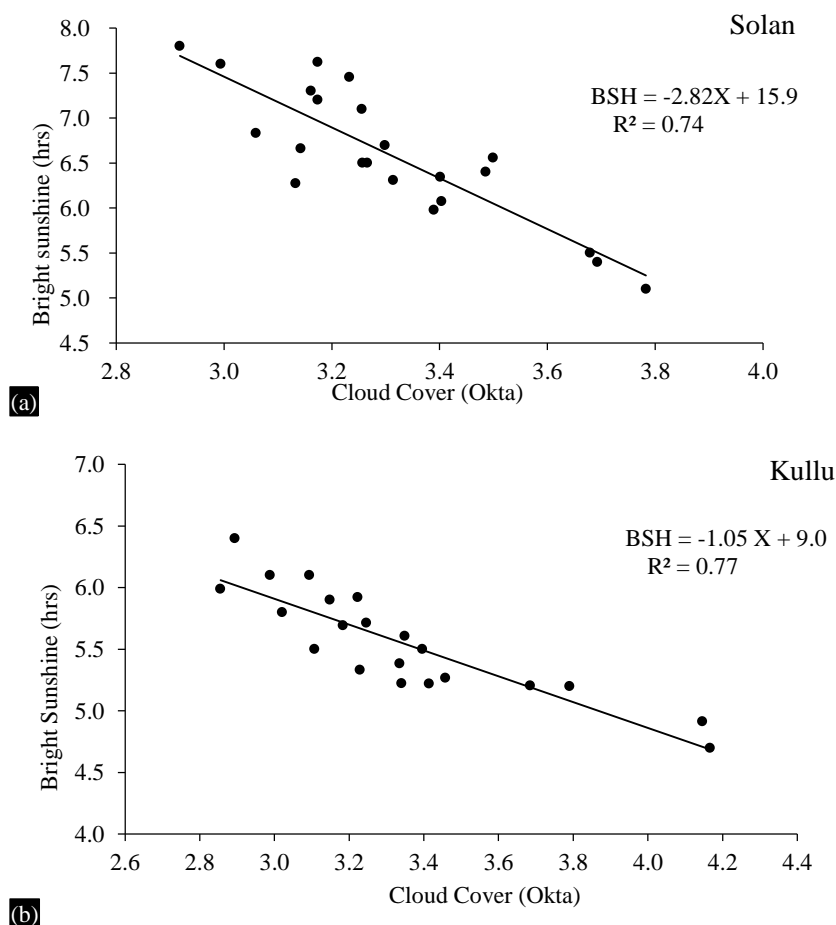 Solan
BSH = -2.82X + 15.9
R² = 0.74
Bright sunshine (hrs)
8.0
7.5
7.0
6.5
6.0
5.5
5.0
4.5
2.8 3.0 3.2 3.4 3.6 3.8 4.0
Cloud Cover (Okta)
(a)
Kullu
BSH = -1.05 X + 9.0
R² = 0.77
Bright Sunshine (hrs)
7.0
6.5
6.0
5.5
5.0
4.5
4.0
2.6 2.8 3.0 3.2 3.4 3.6 3.8 4.0 4.2 4.4
Cloud Cover (Okta)
(b)